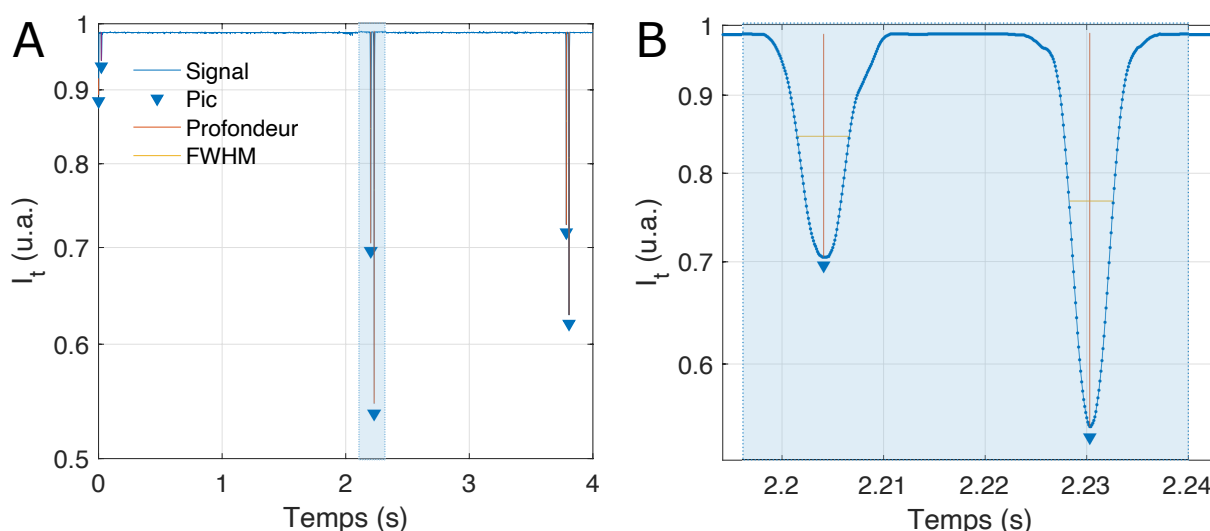 A
1
0.9
0.8
0.7
0.6
0.5
I_t (u.a.)
Signal
Pic
Profondeur
FWHM
0 1 2 3 4
Temps (s)
B
1
0.9
0.8
0.7
0.6
I_t (u.a.)
2.2 2.21 2.22 2.23 2.24
Temps (s)